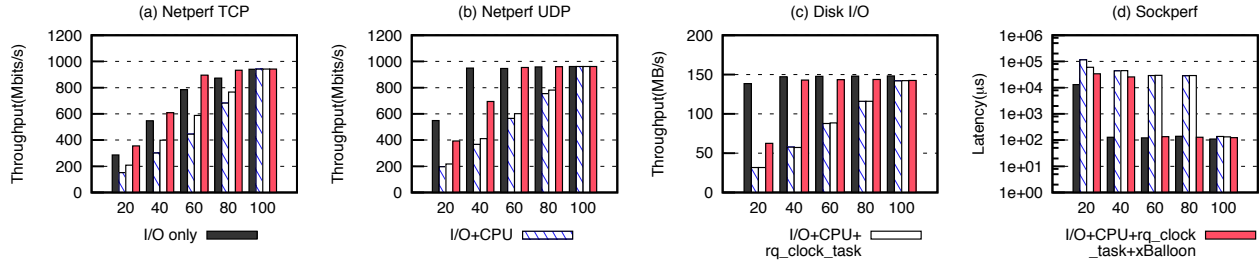 (a) Netperf TCP
Throughput(Mbits/s)
1200
1000
800
600
400
200
0
20 40 60 80 100
(b) Netperf UDP
Throughput(Mbits/s)
1200
1000
800
600
400
200
0
20 40 60 80 100
(c) Disk I/O
Throughput(MB/s)
200
150
100
50
0
20 40 60 80 100
(d) Sockperf
Latency(μs)
1e+06
1e+05
1e+04
1e+03
1e+02
1e+01
1e+00
20 40 60 80 100
I/O only
I/O+CPU
I/O+CPU+
rq_clock_task
I/O+CPU+rq_clock
_task+xBalloon